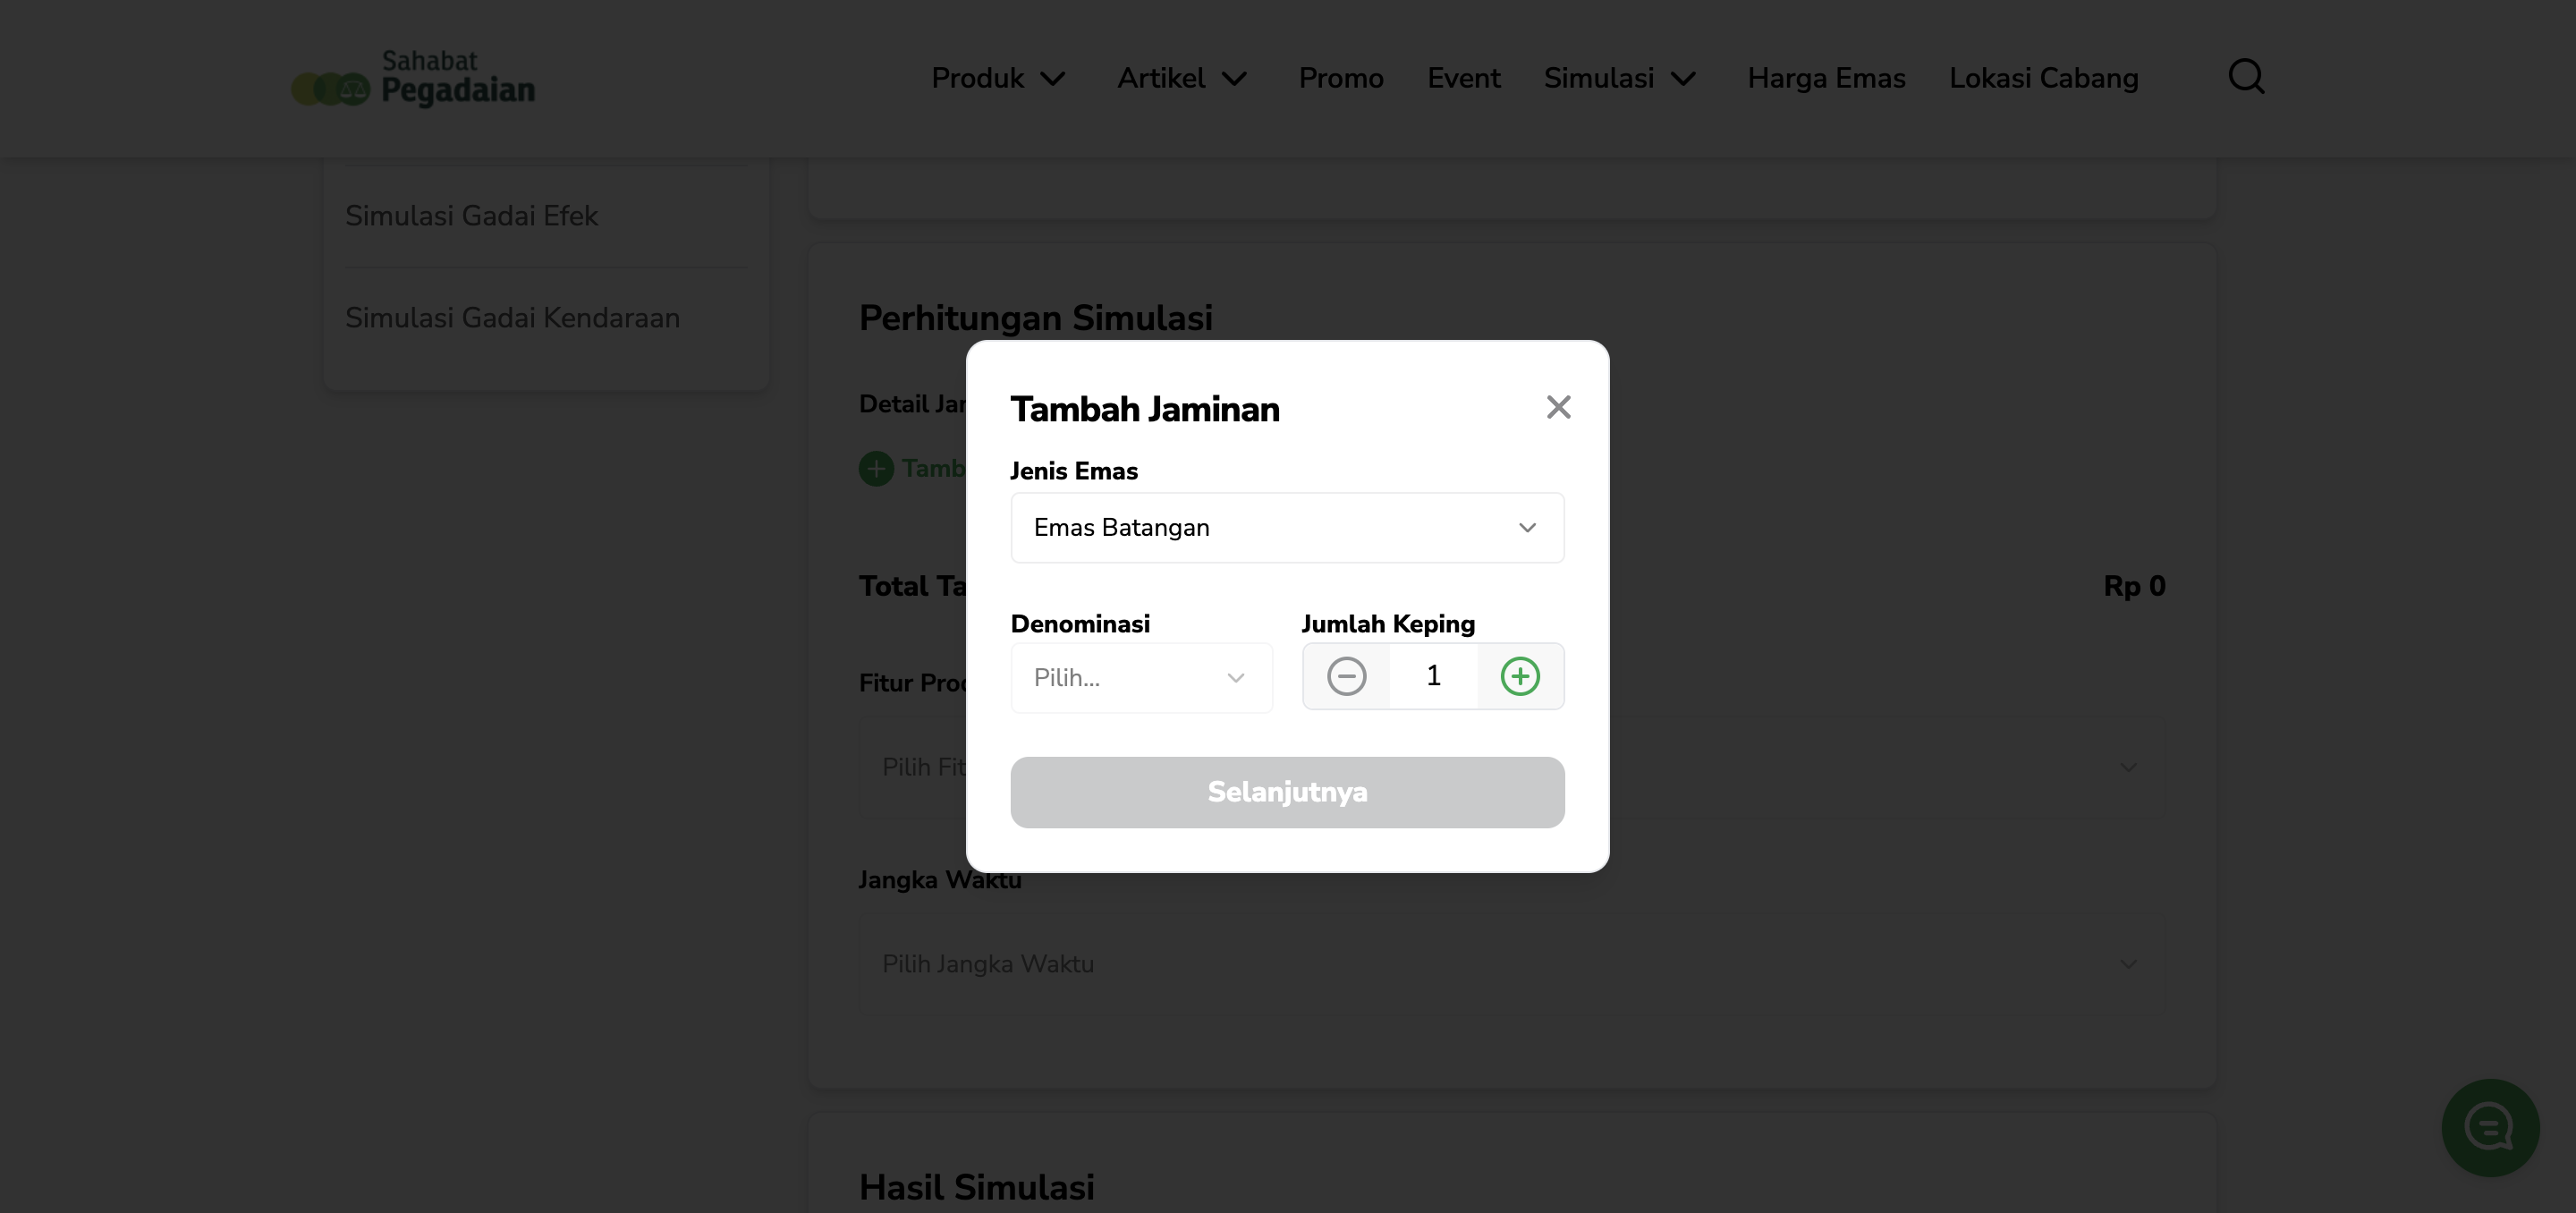 Sahabat
Pegadaian
Produk
Artikel
Promo
Event
Simulasi
Harga Emas
Lokasi Cabang
Simulasi Gadai Efek
Simulasi Gadai Kendaraan
Perhitungan Simulasi
Detail Jar
Tamb
Total Ta
Rp 0
Fitur Prod
Pilih Fit
Jangka Waktu
Pilih Jangka Waktu
Hasil Simulasi
Tambah Jaminan
Jenis Emas
Emas Batangan
Denominasi
Jumlah Keping
Pilih...
1
Selanjutnya